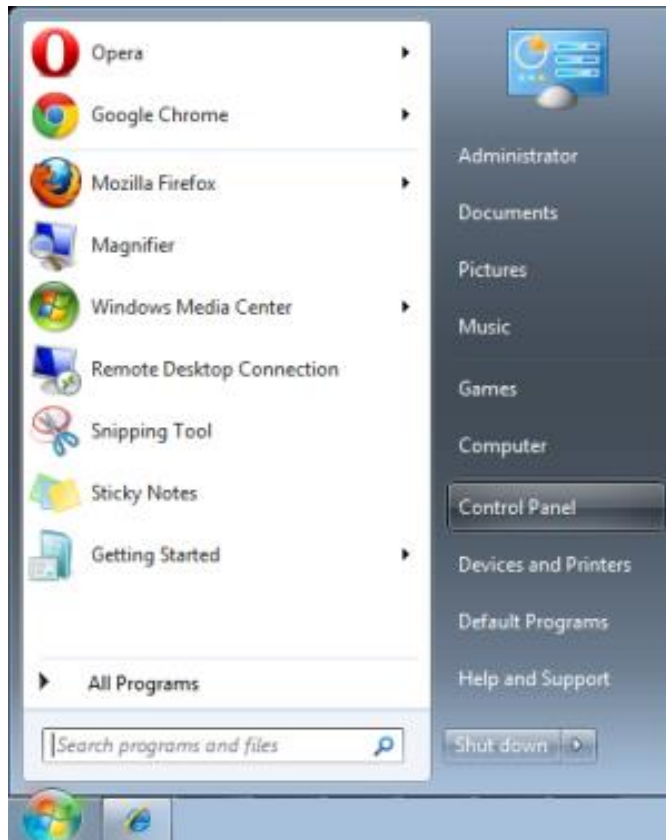 Opera
Google Chrome
Mozilla Firefox
Magnifier
Windows Media Center
Remote Desktop Connection
Snipping Tool
Sticky Notes
Getting Started
All Programs
Search programs and files
Administrator
Documents
Pictures
Music
Games
Computer
Control Panel
Devices and Printers
Default Programs
Help and Support
Shut down